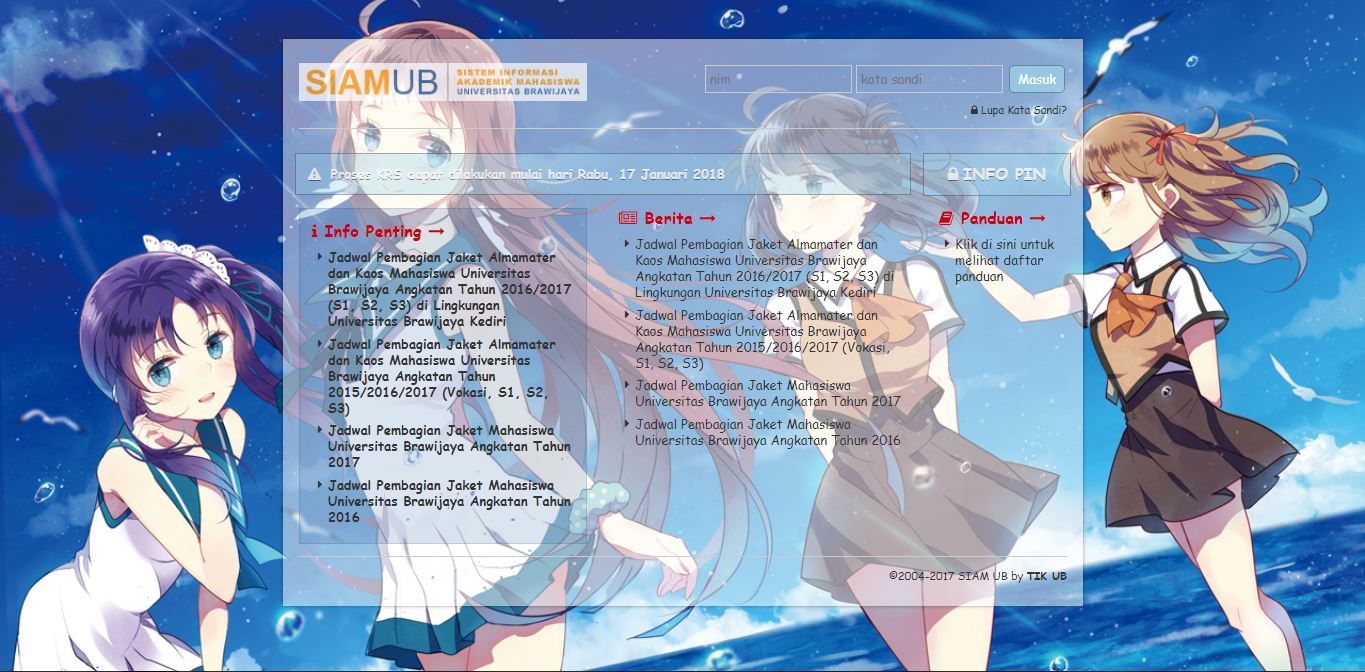 SIAMUB
SISTEM INFORMASI
AKADEMIK MAHASISWA
UNIVERSITAS BRAWIJAYA
nim
kata sandi
Masuk
Lupa Kata Sandi?
Proses KRS dapat dilakukan mulai hari Rabu, 17 Januari 2018
INFO PIN
Info Penting
Jadwal Pembagian Jaket Almamater
dan Kaos Mahasiswa Universitas
Brawijaya Angkatan Tahun 2016/2017
(S1, S2, S3) di Lingkungan
Universitas Brawijaya Kediri
Jadwal Pembagian Jaket Almamater
dan Kaos Mahasiswa Universitas
Brawijaya Angkatan Tahun
2015/2016/2017 (Vokasi, S1, S2,
S3)
Jadwal Pembagian Jaket Mahasiswa
Universitas Brawijaya Angkatan Tahun
2017
Jadwal Pembagian Jaket Mahasiswa
Universitas Brawijaya Angkatan Tahun
2016
Berita
Jadwal Pembagian Jaket Almamater dan
Kaos Mahasiswa Universitas Brawijaya
Angkatan Tahun 2016/2017 (S1, S2, S3) di
Lingkungan Universitas Brawijaya Kediri
Jadwal Pembagian Jaket Almamater dan
Kaos Mahasiswa Universitas Brawijaya
Angkatan Tahun 2015/2016/2017 (Vokasi,
S1, S2, S3)
Jadwal Pembagian Jaket Mahasiswa
Universitas Brawijaya Angkatan Tahun 2017
Jadwal Pembagian Jaket Mahasiswa
Universitas Brawijaya Angkatan Tahun 2016
Panduan
Klik di sini untuk
melihat daftar
panduan
©2004-2017 SIAM UB by TIK UB